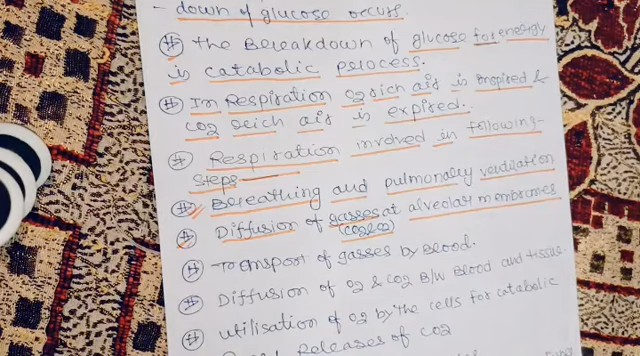 - down of glucose occurs.
# The Breakdown of glucose for energy
is catabolic process.
# In Respiration O2 rich air is Inspired &
CO2 rich air is expired.
# Respiration involved in following-
steps-
# Breathing and pulmonary ventilation
# Diffusion of gasses at alveolar membranes
# Transport of gasses by Blood.
# Diffusion of O2 & CO2 B/W Blood and tissue
# utilisation of O2 by the cells for catabolic
Releases of CO2